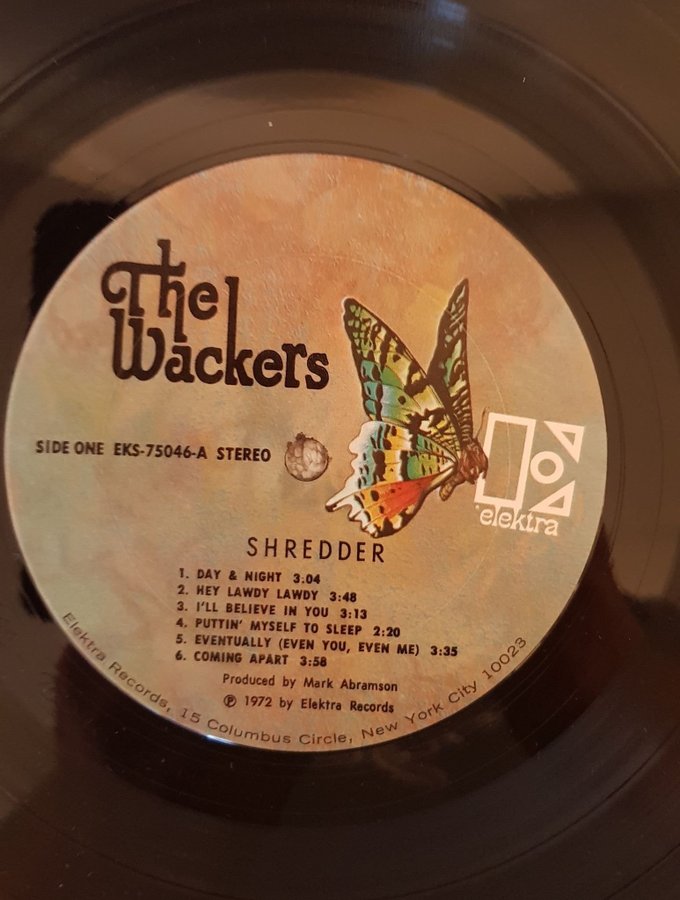 The
Wackers
SIDE ONE EKS-75046-A STEREO
elektra
SHREDDER
1. DAY & NIGHT 3.04
2. HEY LAWDY LAWDY 3:48
3. I'LL BELIEVE IN YOU 3:13
4. PUTTIN' MYSELF TO SLEEP 2:20
5. EVENTUALLY (EVEN YOU, EVEN ME) 3:35
6. COMING APART 3:58
Produced by Mark Abramson
℗ 1972 by Elektra Records
Elektra Records, 15 Columbus Circle, New York City 10023